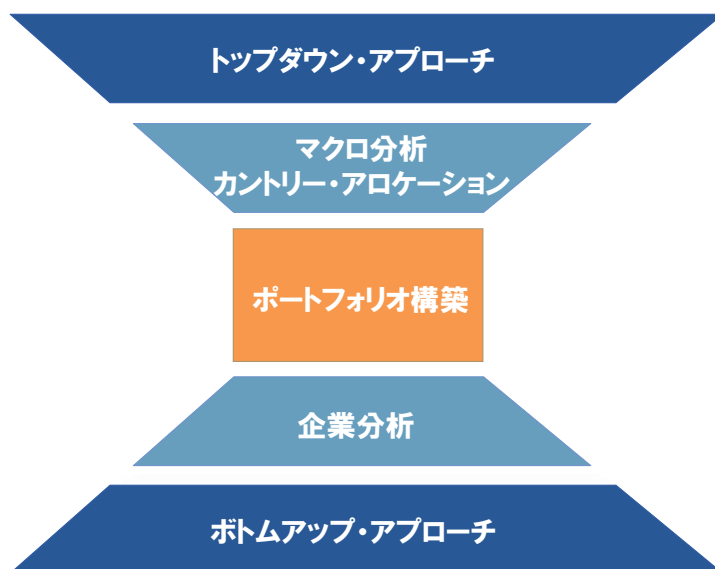 トップダウン・アプローチ
マクロ分析
カントリー・アロケーション
ポートフォリオ構築
企業分析
ボトムアップ・アプローチ